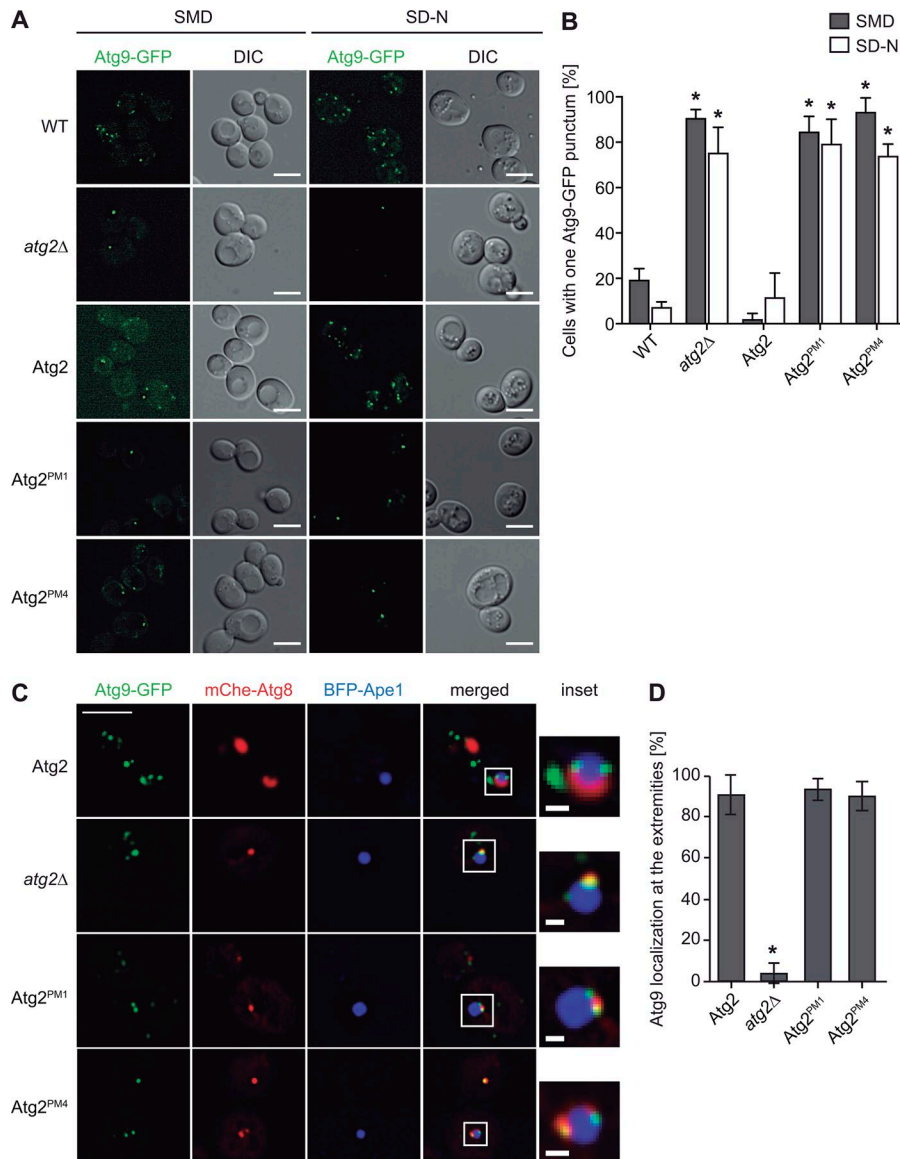 A
SMD SD-N
Atg9-GFP DIC Atg9-GFP DIC
WT
atg2Δ
Atg2
Atg2PM1
Atg2PM4
B
SMD
SD-N
Cells with one Atg9-GFP punctum [%]
100
80
60
40
20
0
* * * * * *
WT atg2Δ Atg2 Atg2PM1 Atg2PM4
C
Atg9-GFP mChe-Atg8 BFP-Ape1 merged inset
Atg2
atg2Δ
Atg2PM1
Atg2PM4
D
Atg9 localization at the extremities [%]
100
80
60
40
20
0
*
Atg2 atg2Δ Atg2PM1 Atg2PM4